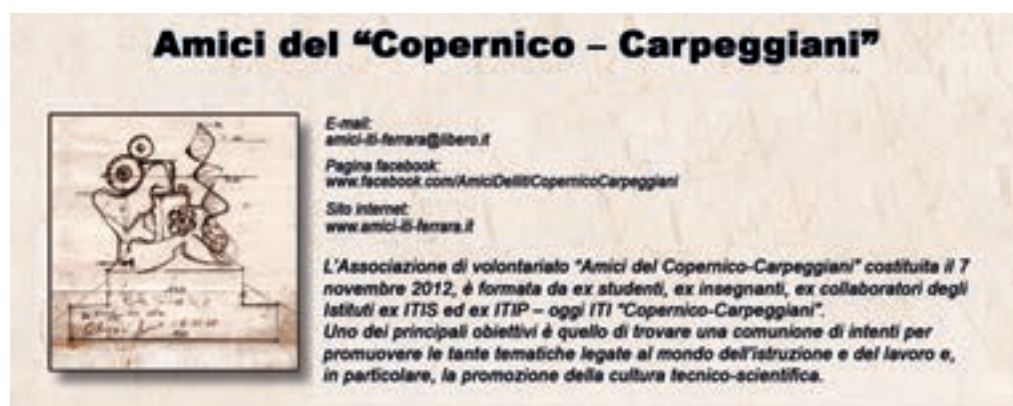 Amici del “Copernico – Carpeggiani”
E-mail:
amici-iti-ferrara@libero.it
Pagina facebook:
www.facebook.com/AmiciDellItiCopernicoCarpeggiani
Sito internet:
www.amici-iti-ferrara.it
L'Associazione di volontariato "Amici del Copernico-Carpeggiani" costituita il 7
novembre 2012, è formata da ex studenti, ex insegnanti, ex collaboratori degli
Istituti ex ITIS ed ex ITIP – oggi ITI "Copernico-Carpeggiani".
Uno dei principali obiettivi è quello di trovare una comunione di intenti per
promuovere le tante tematiche legate al mondo dell'istruzione e del lavoro e,
in particolare, la promozione della cultura tecnico-scientifica.